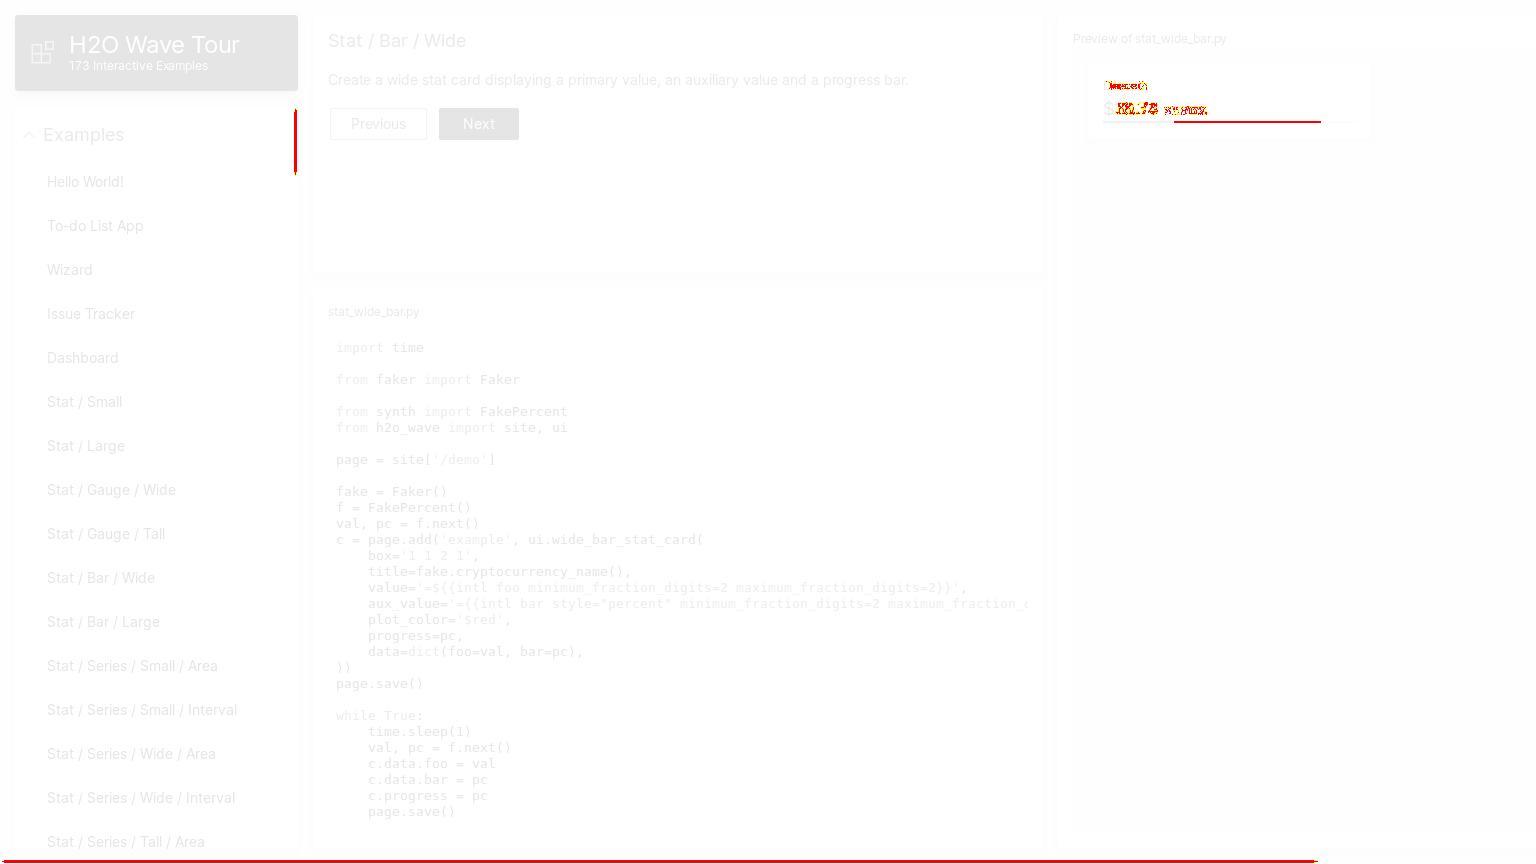 H2O Wave Tour
173 Interactive Examples
Examples
Hello World!
To-do List App
Wizard
Issue Tracker
Dashboard
Stat / Small
Stat / Large
Stat / Gauge / Wide
Stat / Gauge / Tall
Stat / Bar / Wide
Stat / Bar / Large
Stat / Series / Small / Area
Stat / Series / Small / Interval
Stat / Series / Wide / Area
Stat / Series / Wide / Interval
Stat / Series / Tall / Area
Stat / Bar / Wide
Create a wide stat card displaying a primary value, an auxiliary value and a progress bar.
Previous Next
stat_wide_bar.py
import time
from faker import Faker
from synth import FakePercent
from h2o_wave import site, ui
page = site['/demo']
fake = Faker()
f = FakePercent()
val, pc = f.next()
c = page.add('example', ui.wide_bar_stat_card(
    box='1 1 2 1',
    title=fake.cryptocurrency_name(),
    value='=${{intl foo minimum_fraction_digits=2 maximum_fraction_digits=2}}',
    aux_value='={{intl bar style="percent" minimum_fraction_digits=2 maximum_fraction_
    plot_color='$red',
    progress=pc,
    data=dict(foo=val, bar=pc),
))
page.save()
while True:
    time.sleep(1)
    val, pc = f.next()
    c.data.foo = val
    c.data.bar = pc
    c.progress = pc
    page.save()
Preview of stat_wide_bar.py
$